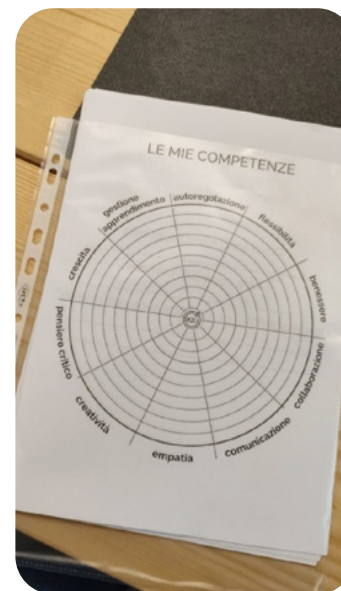 LE MIE COMPETENZE
gestione
apprendimento
autoregolazione
flessibilità
benessere
collaborazione
comunicazione
empatia
creatività
pensiero critico
crescita